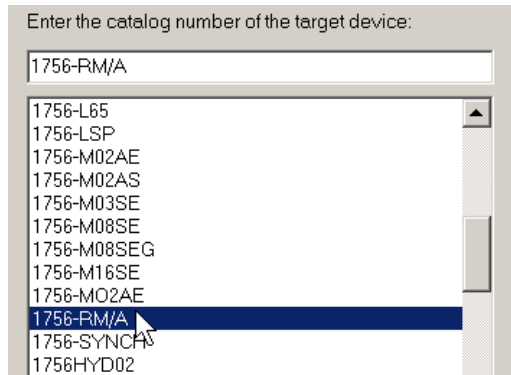 Enter the catalog number of the target device:
1756-RM/A
1756-L65
1756-LSP
1756-M02AE
1756-M02AS
1756-M03SE
1756-M08SE
1756-M08SEG
1756-M16SE
1756-MO2AE
1756-RM/A
1756-SYNCH
1756HYD02